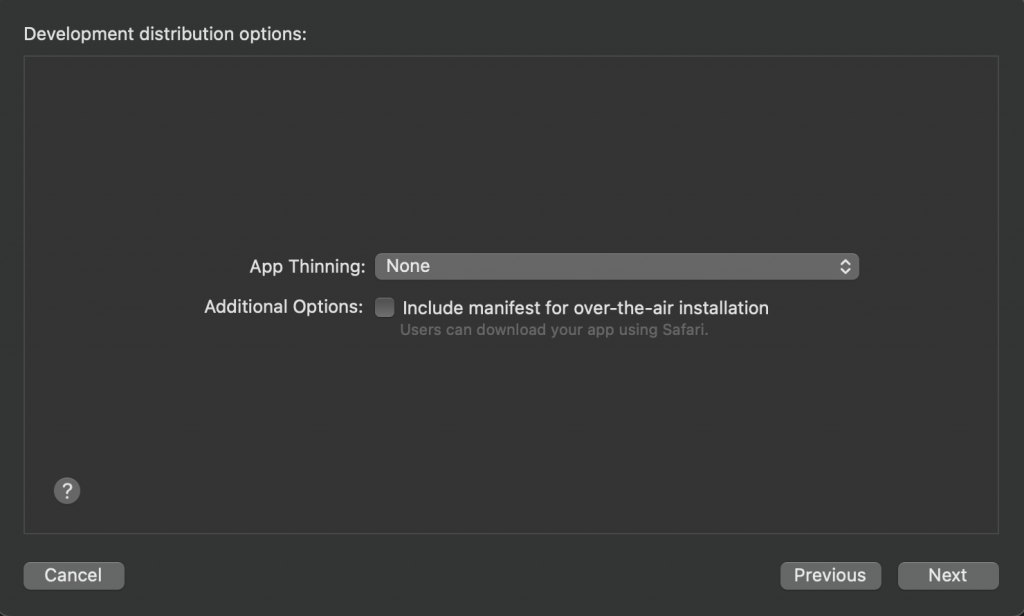 Development distribution options:
App Thinning: None
Additional Options: Include manifest for over-the-air installation
Users can download your app using Safari.
?
Cancel Previous Next